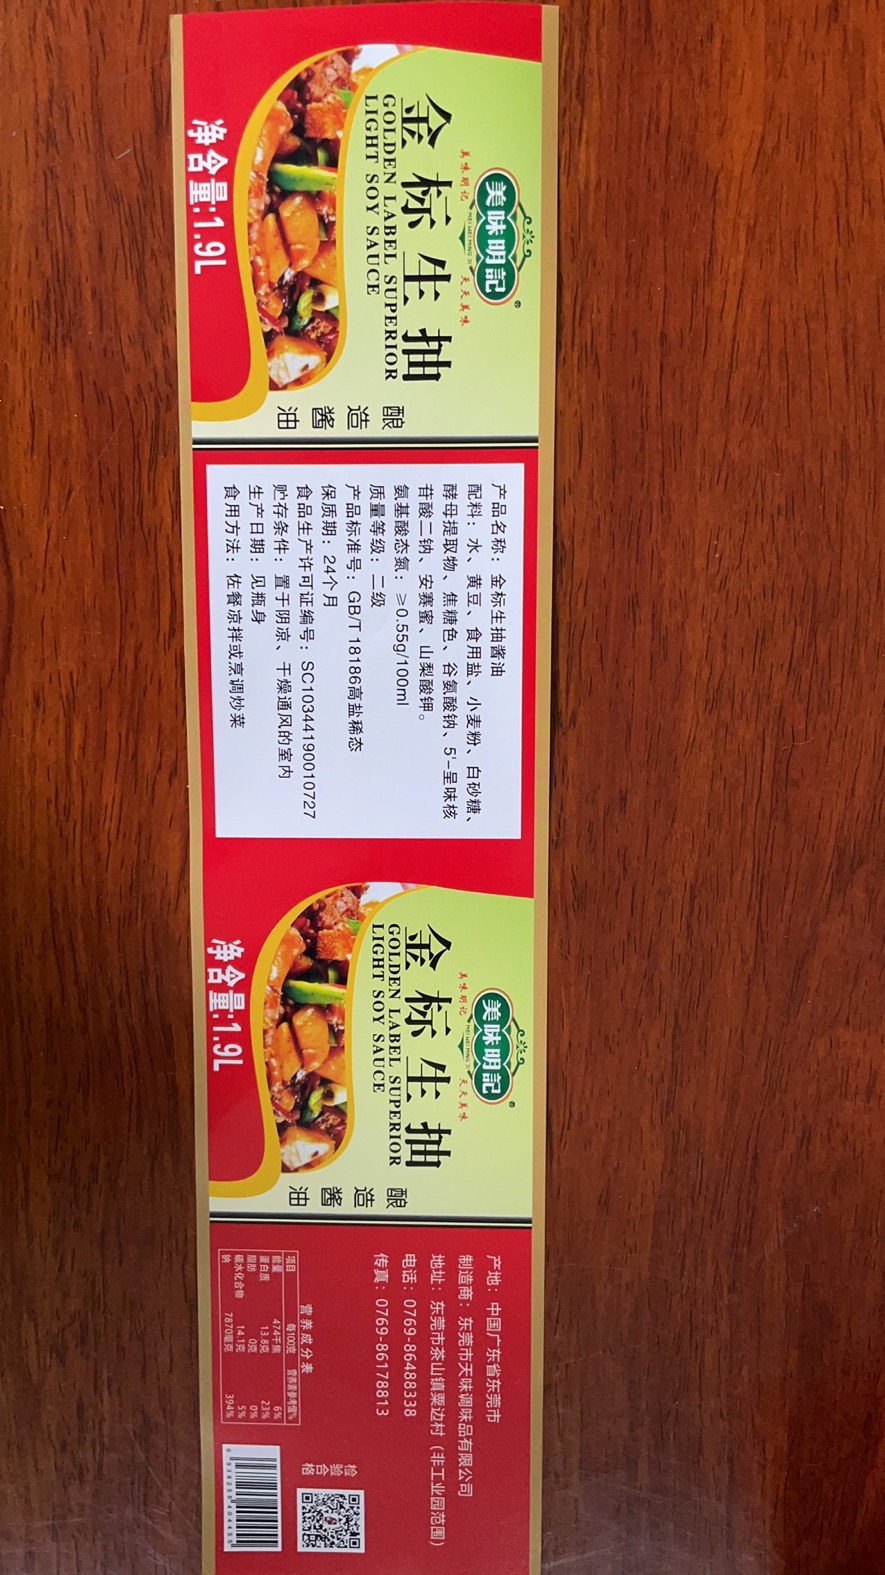 美味明記®
美味明记 MEI WEI MING JI 天天美味
金标生抽
GOLDEN LABEL SUPERIOR
LIGHT SOY SAUCE
酿造酱油
净含量:1.9L
产品名称：金标生抽酱油
配料：水、黄豆、食用盐、小麦粉、白砂糖、
酵母提取物、焦糖色、谷氨酸钠、5'-呈味核
苷酸二钠、安赛蜜、山梨酸钾。
氨基酸态氮：≥0.55g/100ml
质量等级：二级
产品标准号：GB/T 18186高盐稀态
保质期：24个月
食品生产许可证编号：SC10344190010727
贮存条件：置于阴凉、干燥通风的室内
生产日期：见瓶身
食用方法：佐餐凉拌或烹调炒菜
美味明記®
美味明记 MEI WEI MING JI 天天美味
金标生抽
GOLDEN LABEL SUPERIOR
LIGHT SOY SAUCE
酿造酱油
净含量:1.9L
产地：中国广东省东莞市
制造商：东莞市天味调味品有限公司
地址：东莞市茶山镇粟边村（非工业园范围）
电话：0769-86488338
传真：0769-86178813
营养成分表
项目 每100克 营养素参考值%
能量 474千焦 6%
蛋白质 13.8克 23%
脂肪 0克 0%
碳水化合物 14.1克 5%
钠 7870毫克 394%
检验合格